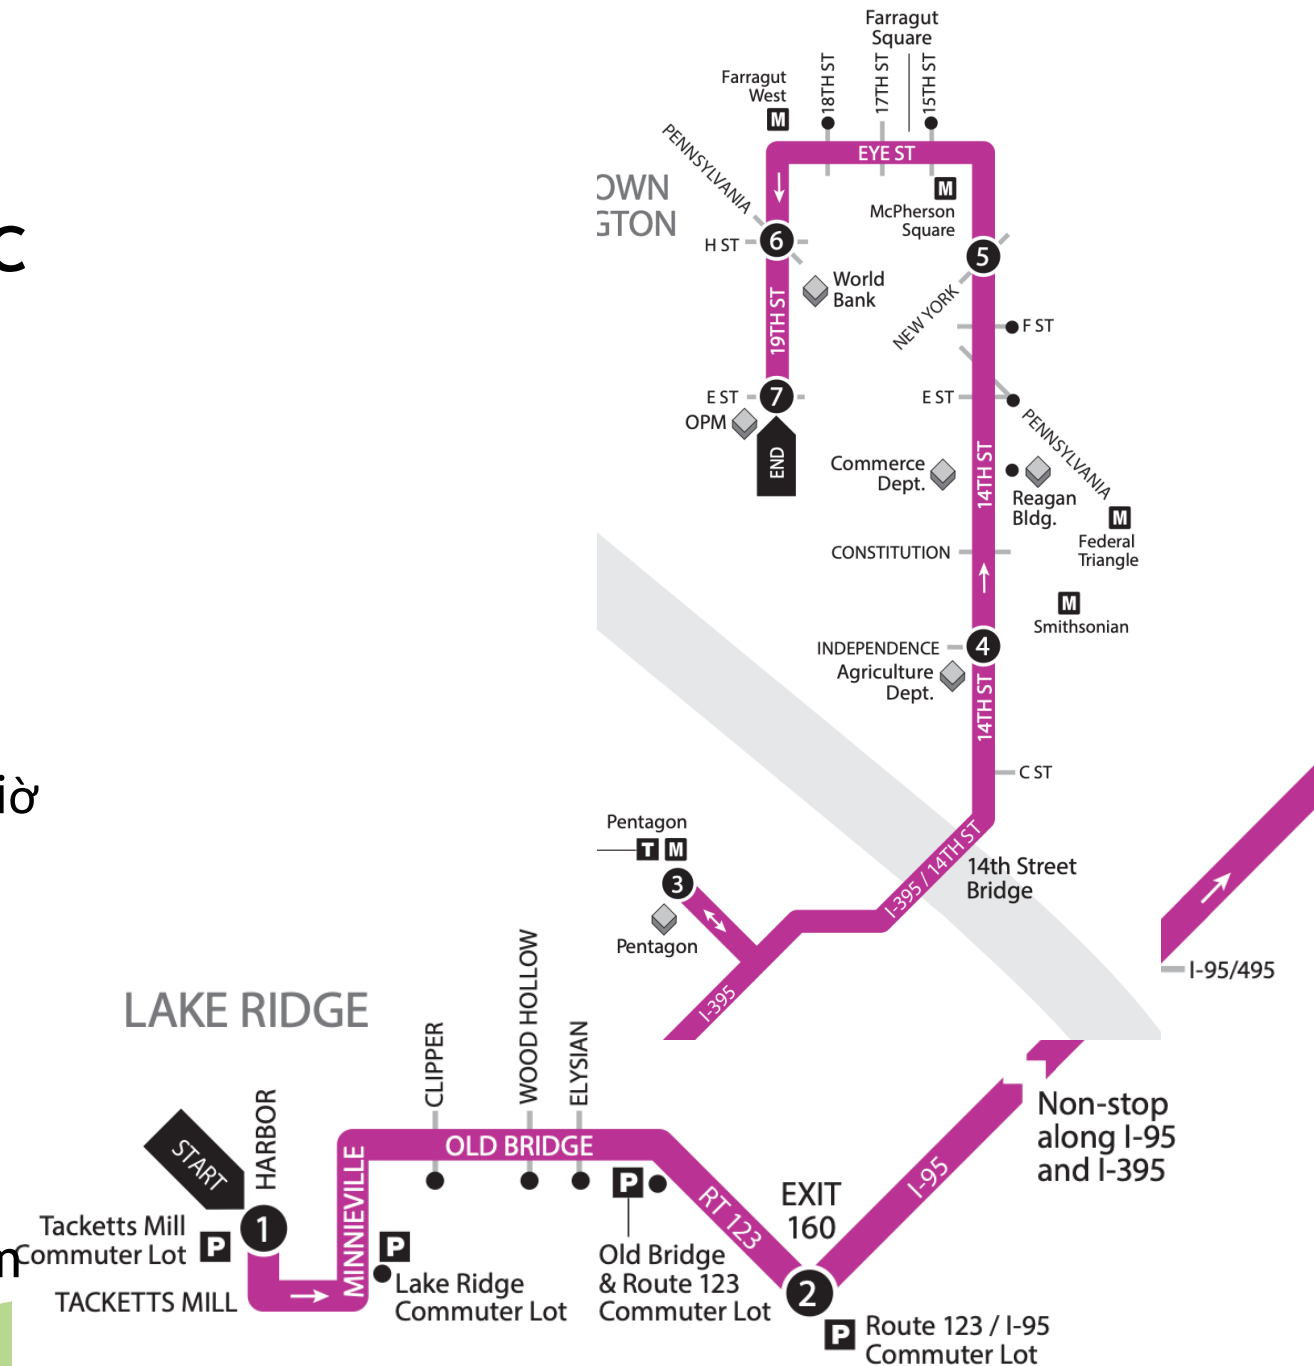 Farragut
Square
18TH ST
17TH ST
15TH ST
Farragut
West
M
PENNSYLVANIA
EYE ST
OWN
GTON
M
McPherson
Square
H ST
6
5
World
Bank
NEW YORK
19TH ST
F ST
E ST
7
OPM
END
E ST
PENNSYLVANIA
14TH ST
Commerce
Dept.
Reagan
Bldg.
M
Federal
Triangle
CONSTITUTION
M
Smithsonian
INDEPENDENCE
4
Agriculture
Dept.
14TH ST
C ST
C
iờ
Pentagon
T M
3
Pentagon
I-395 / 14TH ST
14th Street
Bridge
I-395
I-95/495
LAKE RIDGE
CLIPPER
WOOD HOLLOW
ELYSIAN
HARBOR
START
OLD BRIDGE
MINNIEVILLE
1
Tacketts Mill
Commuter Lot
P
m
TACKETTS MILL
P
Lake Ridge
Commuter Lot
P
Old Bridge
& Route 123
Commuter Lot
RT 123
EXIT
160
2
I-95
Non-stop
along I-95
and I-395
P
Route 123 / I-95
Commuter Lot